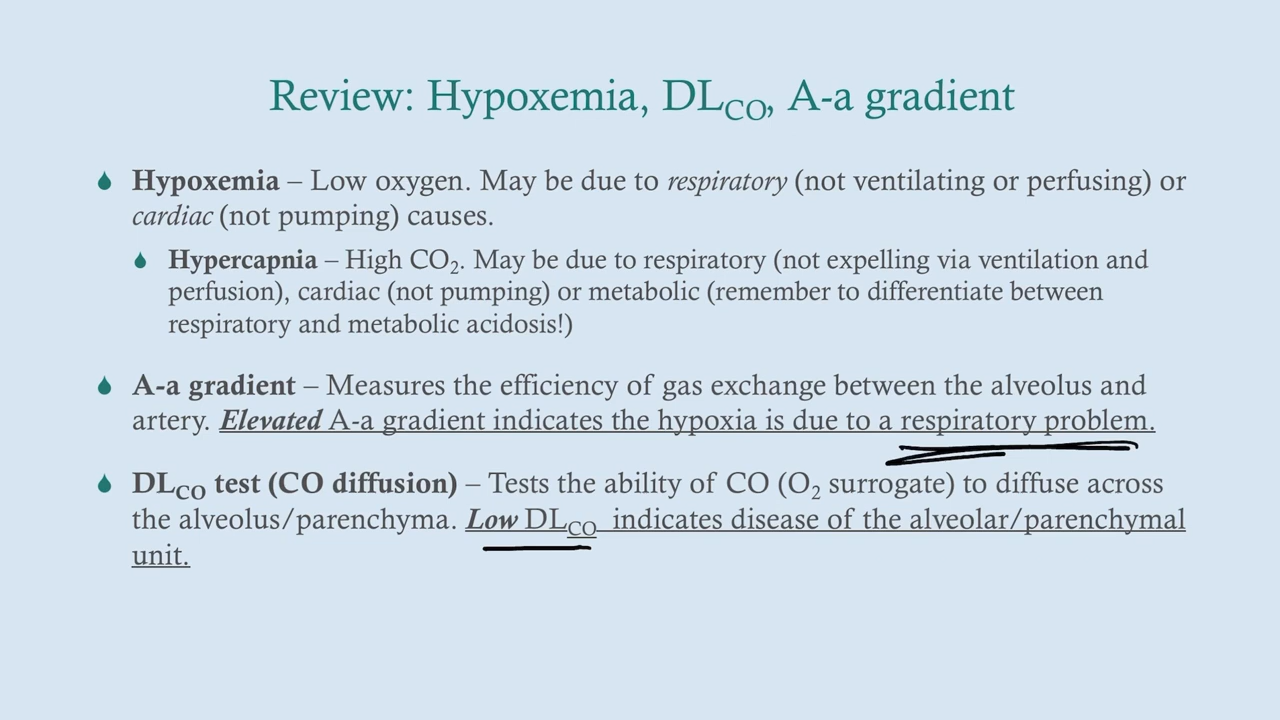 Review: Hypoxemia, DLCO, A-a gradient
Hypoxemia – Low oxygen. May be due to respiratory (not ventilating or perfusing) or
cardiac (not pumping) causes.
Hypercapnia – High CO2. May be due to respiratory (not expelling via ventilation and
perfusion), cardiac (not pumping) or metabolic (remember to differentiate between
respiratory and metabolic acidosis!)
A-a gradient – Measures the efficiency of gas exchange between the alveolus and
artery. Elevated A-a gradient indicates the hypoxia is due to a respiratory problem.
DLCO test (CO diffusion) – Tests the ability of CO (O2 surrogate) to diffuse across
the alveolus/parenchyma. Low DLCO indicates disease of the alveolar/parenchymal
unit.